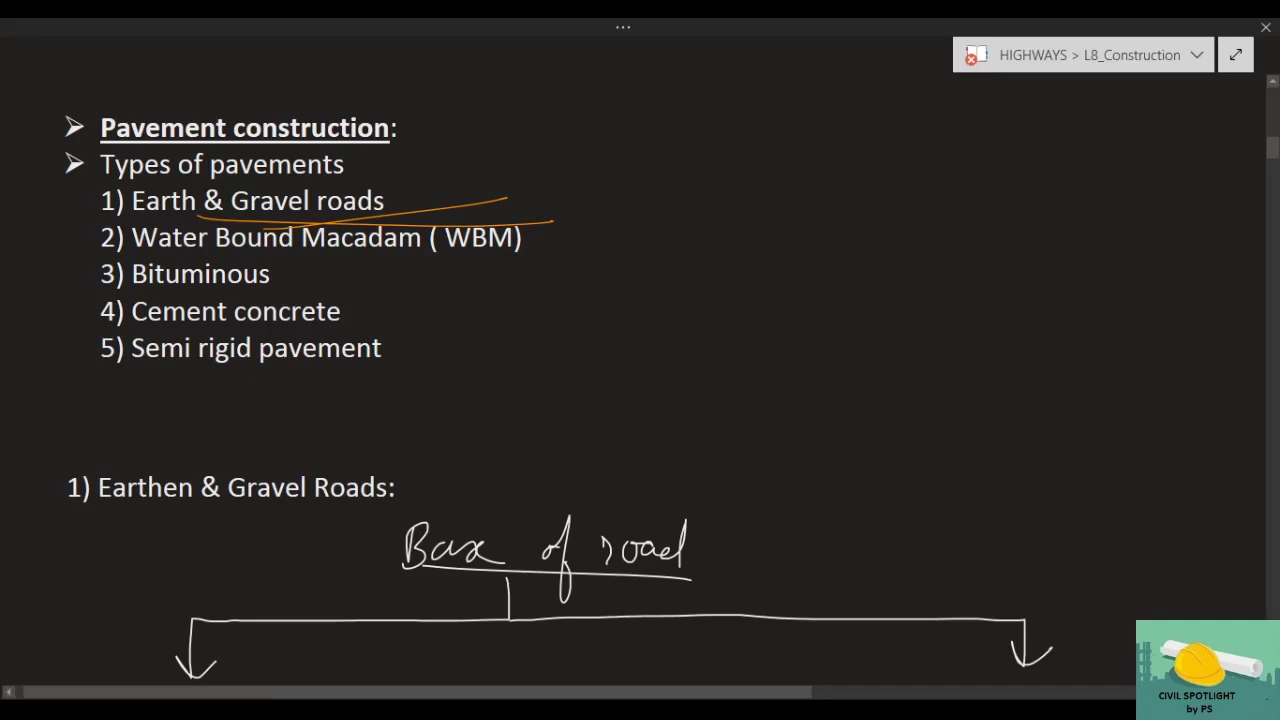 HIGHWAYS > L8_Construction
Pavement construction:
Types of pavements
1) Earth & Gravel roads
2) Water Bound Macadam ( WBM)
3) Bituminous
4) Cement concrete
5) Semi rigid pavement
1) Earthen & Gravel Roads:
Base of road
CIVIL SPOTLIGHT
by PS